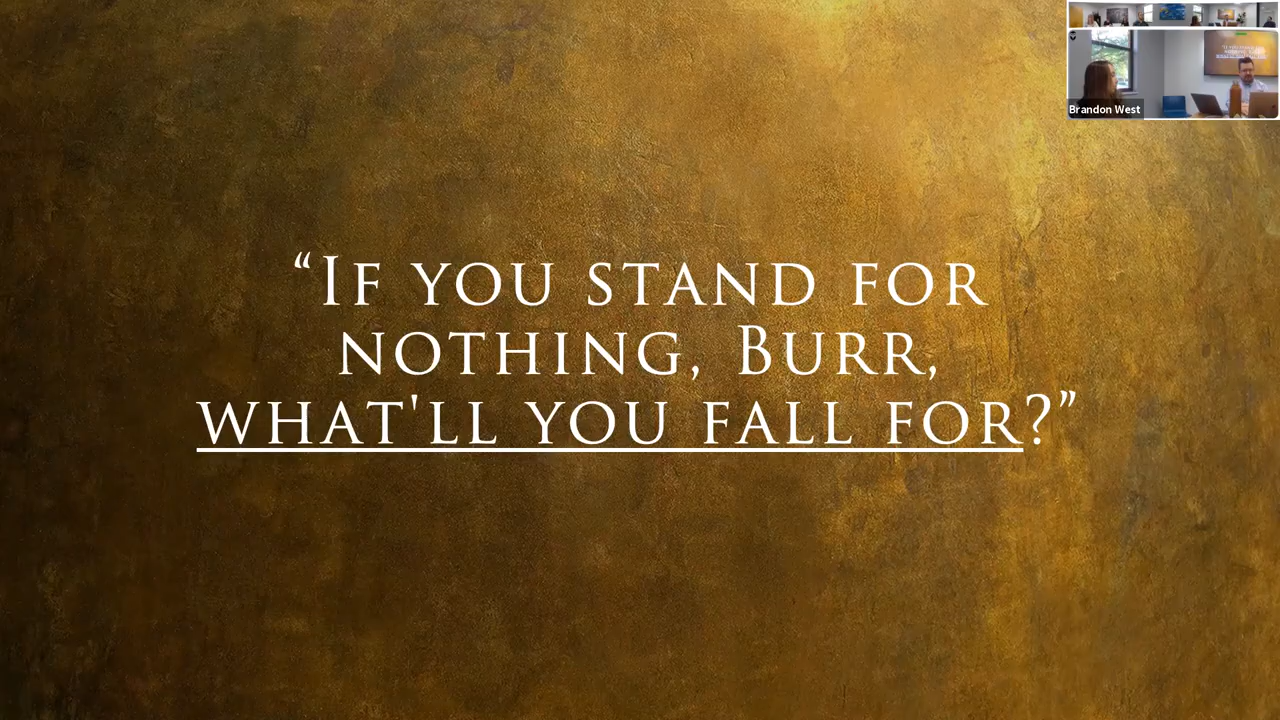 Brandon West
“If you stand for
nothing, Burr,
what'll you fall for?”